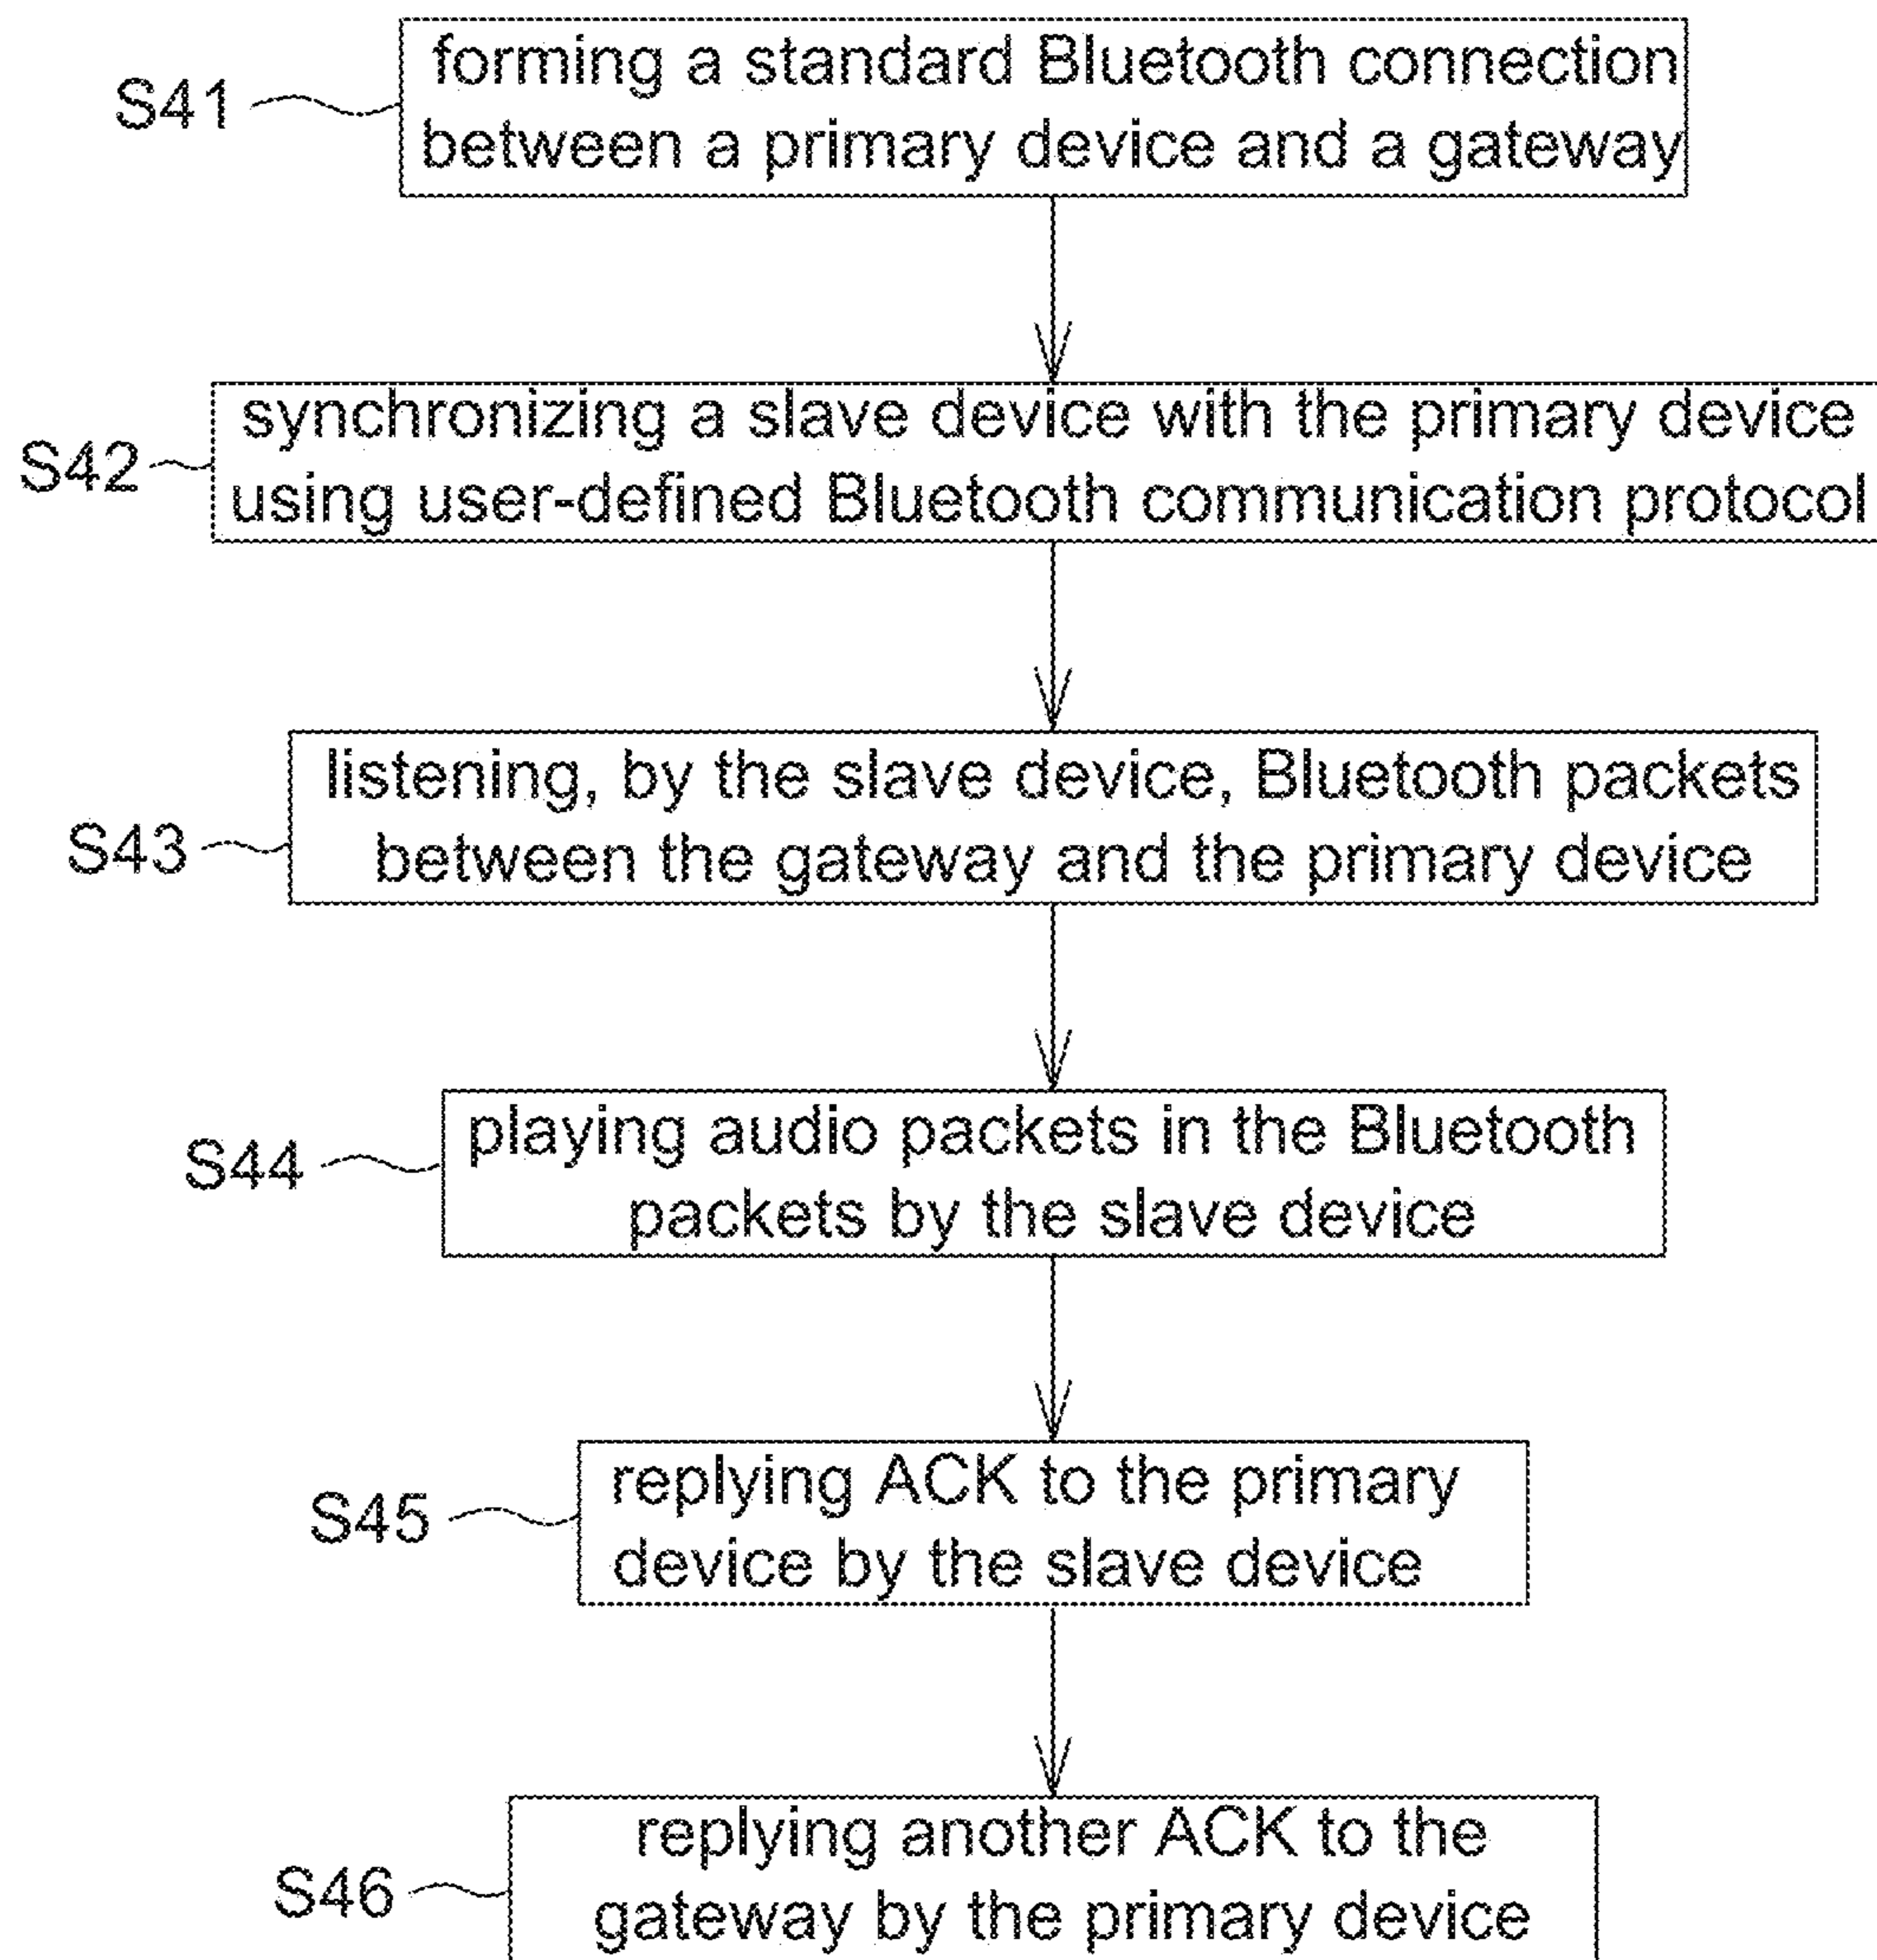 S41
forming a standard Bluetooth connection
between a primary device and a gateway
S42
synchronizing a slave device with the primary device
using user-defined Bluetooth communication protocol
S43
listening, by the slave device, Bluetooth packets
between the gateway and the primary device
S44
playing audio packets in the Bluetooth
packets by the slave device
S45
replying ACK to the primary
device by the slave device
S46
replying another ACK to the
gateway by the primary device